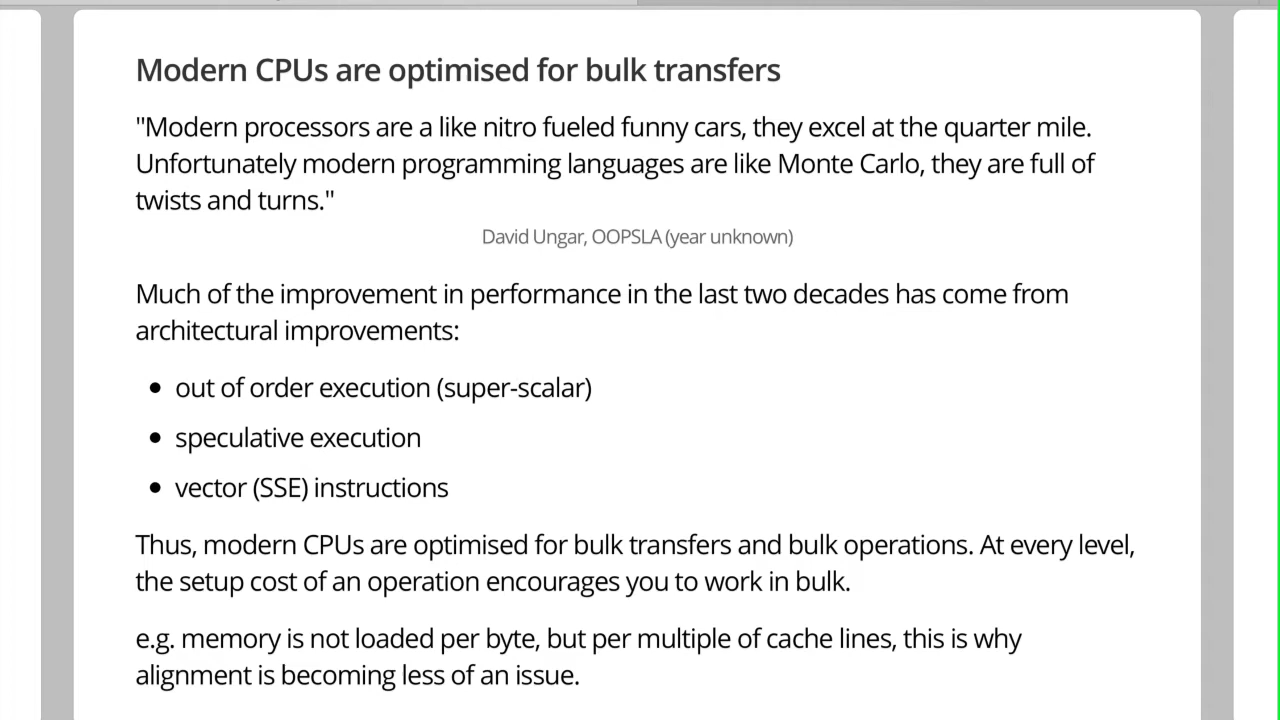 Modern CPUs are optimised for bulk transfers
"Modern processors are a like nitro fueled funny cars, they excel at the quarter mile.
Unfortunately modern programming languages are like Monte Carlo, they are full of
twists and turns."
David Ungar, OOPSLA (year unknown)
Much of the improvement in performance in the last two decades has come from
architectural improvements:
• out of order execution (super-scalar)
• speculative execution
• vector (SSE) instructions
Thus, modern CPUs are optimised for bulk transfers and bulk operations. At every level,
the setup cost of an operation encourages you to work in bulk.
e.g. memory is not loaded per byte, but per multiple of cache lines, this is why
alignment is becoming less of an issue.